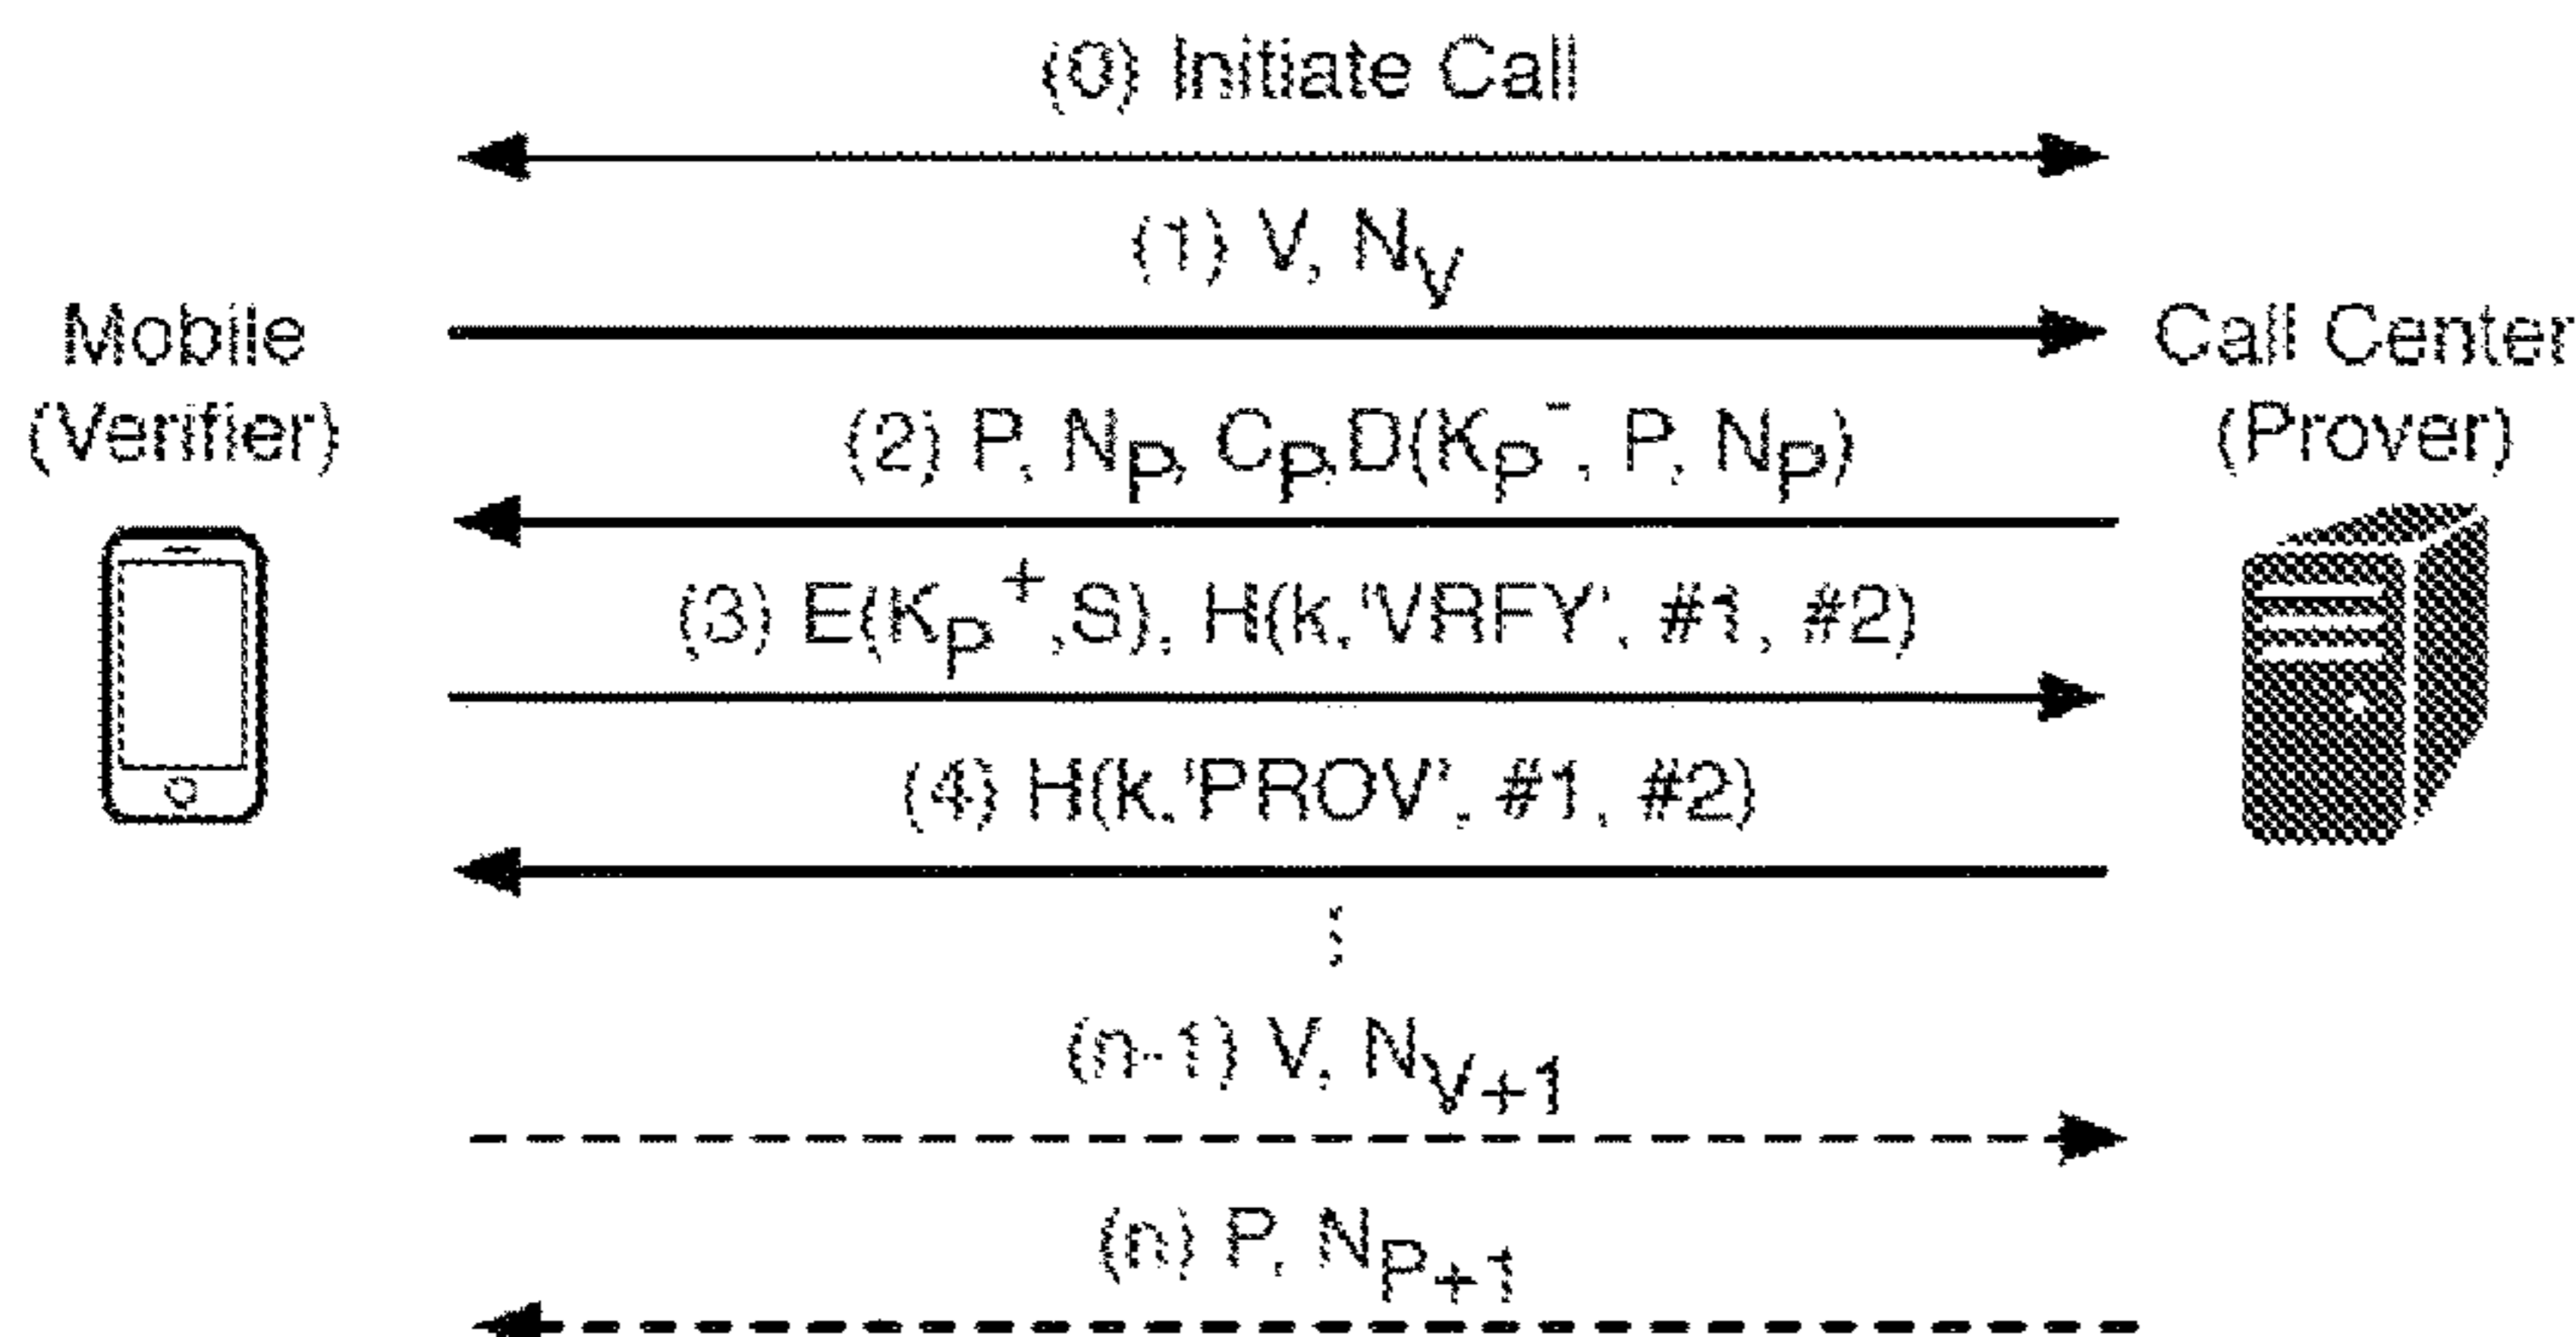 (0) Initiate Call
(1) V, N_V
Mobile
(Verifier)
Call Center
(Prover)
(2) P, N_P, C_P, D(K_P^-, P, N_P)
(3) E(K_P^+, S), H(k, 'VRFY', #1, #2)
(4) H(k, 'PROV', #1, #2)
(n-1) V, N_V+1
(n) P, N_P+1